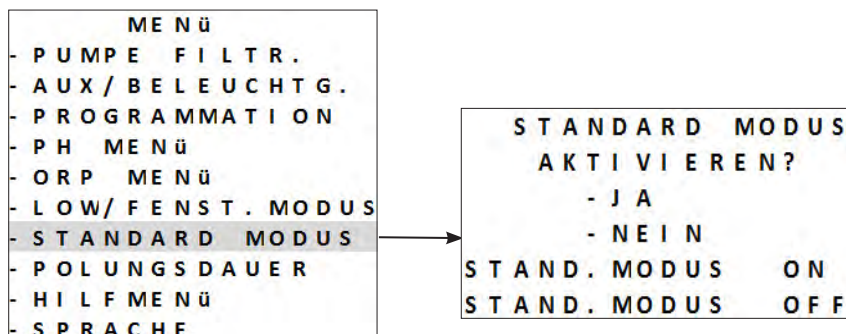 MENü
- PUMPE FILTR.
- AUX/BELEUCHTG.
- PROGRAMMATION
- PH MENü
- ORP MENü
- LOW/FENST.MODUS
- STANDARD MODUS
- POLUNGSDAUER
- HILFMENü
- SPRACHE
STANDARD MODUS
AKTIVIEREN?
- JA
- NEIN
STAND. MODUS ON
STAND. MODUS OFF